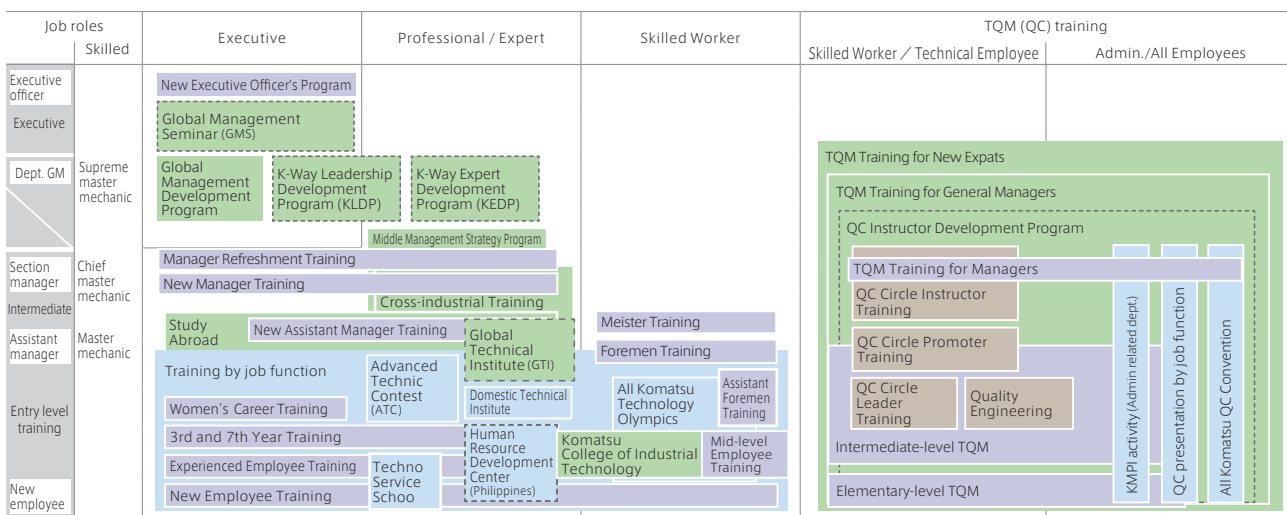 Job roles
Skilled
Executive
Professional / Expert
Skilled Worker
TQM (QC) training
Skilled Worker / Technical Employee
Admin./All Employees
Executive
officer
Executive
Dept. GM
Section
manager
Intermediate
Assistant
manager
Entry level
training
New
employee
Supreme
master
mechanic
Chief
master
mechanic
Master
mechanic
New Executive Officer's Program
Global Management
Seminar (GMS)
Global
Management
Development
Program
K-Way Leadership
Development
Program (KLDP)
K-Way Expert
Development
Program (KEDP)
Middle Management Strategy Program
Manager Refreshment Training
New Manager Training
Cross-industrial Training
Study
Abroad
New Assistant Manager Training
Global
Technical
Institute (GTI)
Meister Training
Foremen Training
Training by job function
Advanced
Technic
Contest
(ATC)
Domestic Technical
Institute
All Komatsu
Technology
Olympics
Assistant
Foremen
Training
Women's Career Training
3rd and 7th Year Training
Human
Resource
Development
Center
(Philippines)
Komatsu
College of Industrial
Technology
Mid-level
Employee
Training
Experienced Employee Training
Techno
Service
Schoo
New Employee Training
TQM Training for New Expats
TQM Training for General Managers
QC Instructor Development Program
TQM Training for Managers
QC Circle Instructor
Training
QC Circle Promoter
Training
QC Circle
Leader
Training
Quality
Engineering
Intermediate-level TQM
Elementary-level TQM
KMPI activity (Admin related dept.)
QC presentation by job function
All Komatsu QC Convention